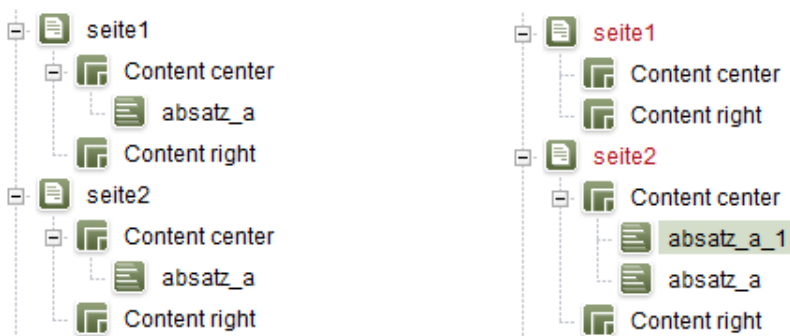 seite1
Content center
absatz_a
Content right
seite2
Content center
absatz_a
Content right
seite1
Content center
Content right
seite2
Content center
absatz_a_1
absatz_a
Content right